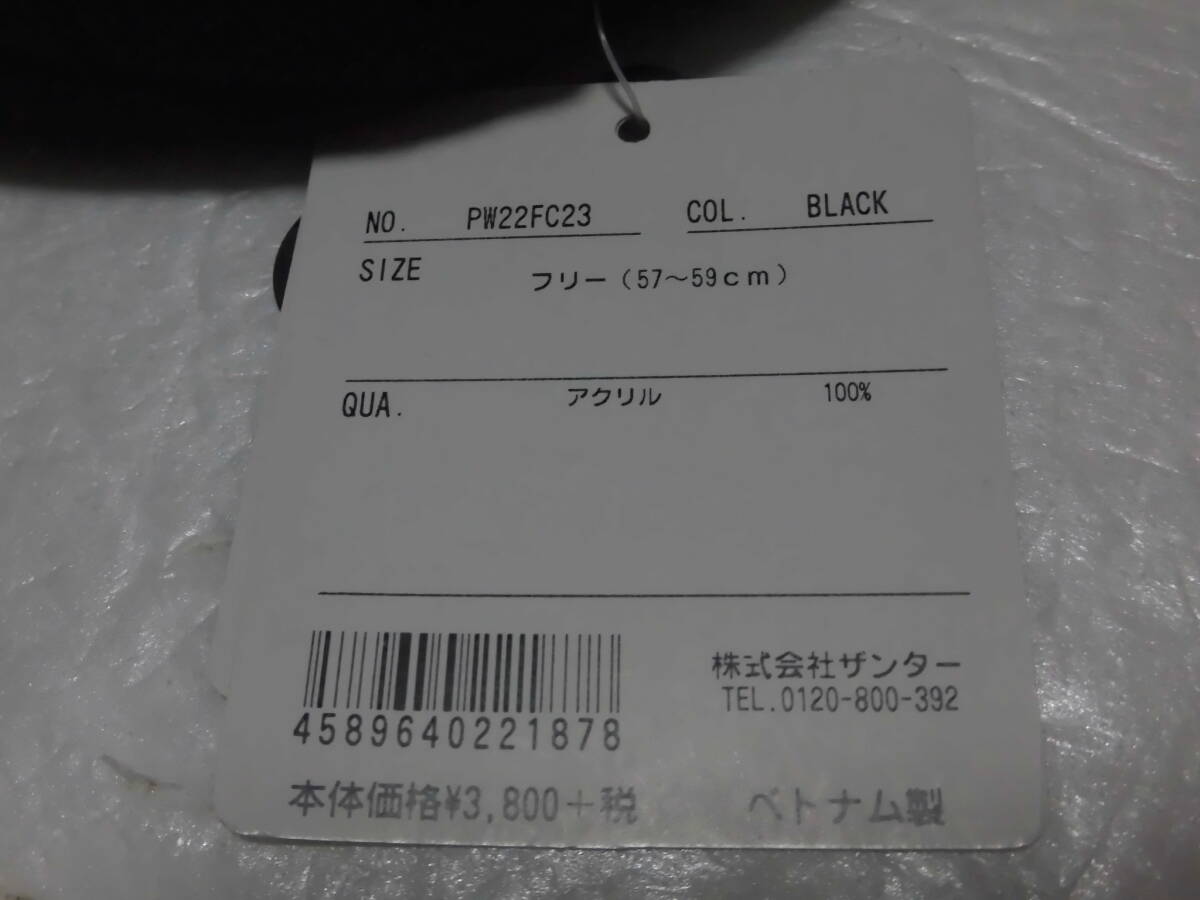 NO. PW22FC23 COL. BLACK
SIZE フリー（57〜59ｃｍ）
QUA. アクリル 100%
株式会社ザンター
TEL.0120-800-392
4589640221878
本体価格¥3,800＋税 ベトナム製